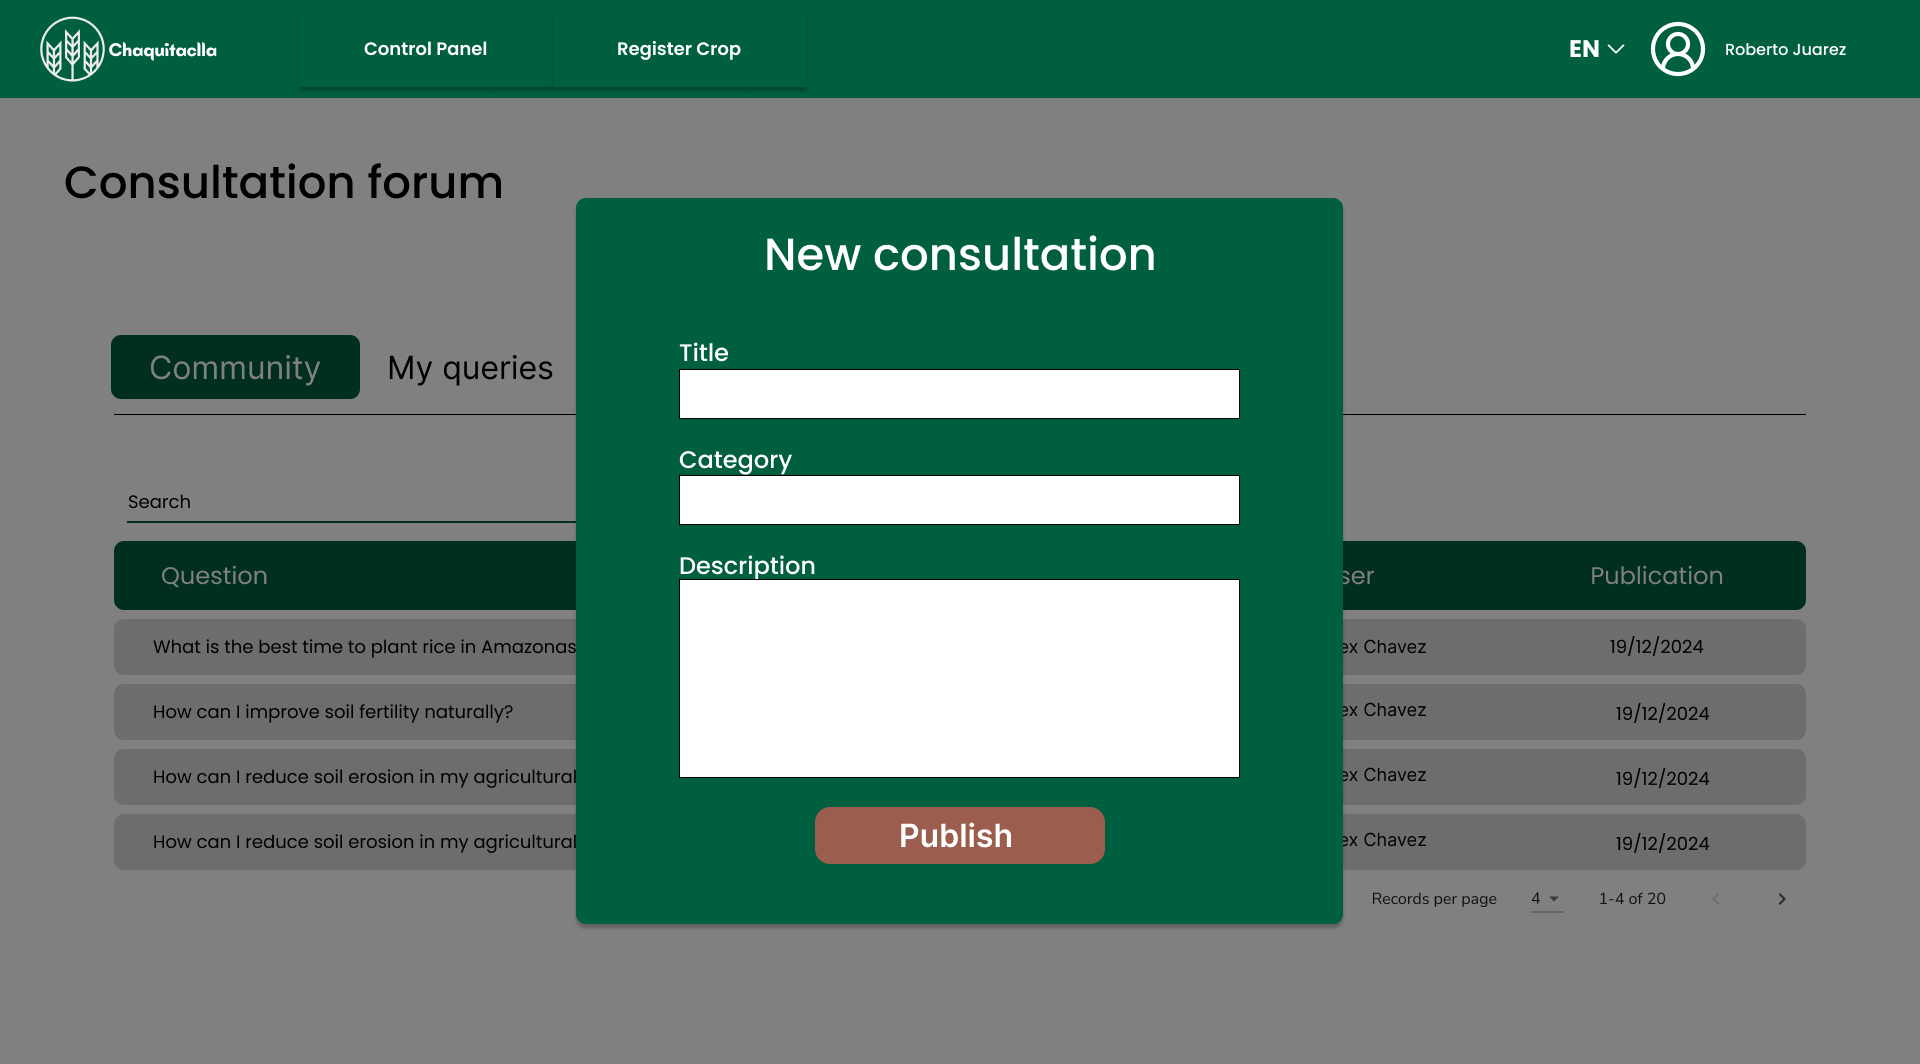 Chaquitaclla
Control Panel
Register Crop
EN
Roberto Juarez
Consultation forum
New consultation
Community
My queries
Title
Category
Description
Publish
Search
Question
ser
Publication
What is the best time to plant rice in Amazonas
ex Chavez
19/12/2024
How can I improve soil fertility naturally?
ex Chavez
19/12/2024
How can I reduce soil erosion in my agricultural
ex Chavez
19/12/2024
How can I reduce soil erosion in my agricultural
ex Chavez
19/12/2024
Records per page
4
1-4 of 20